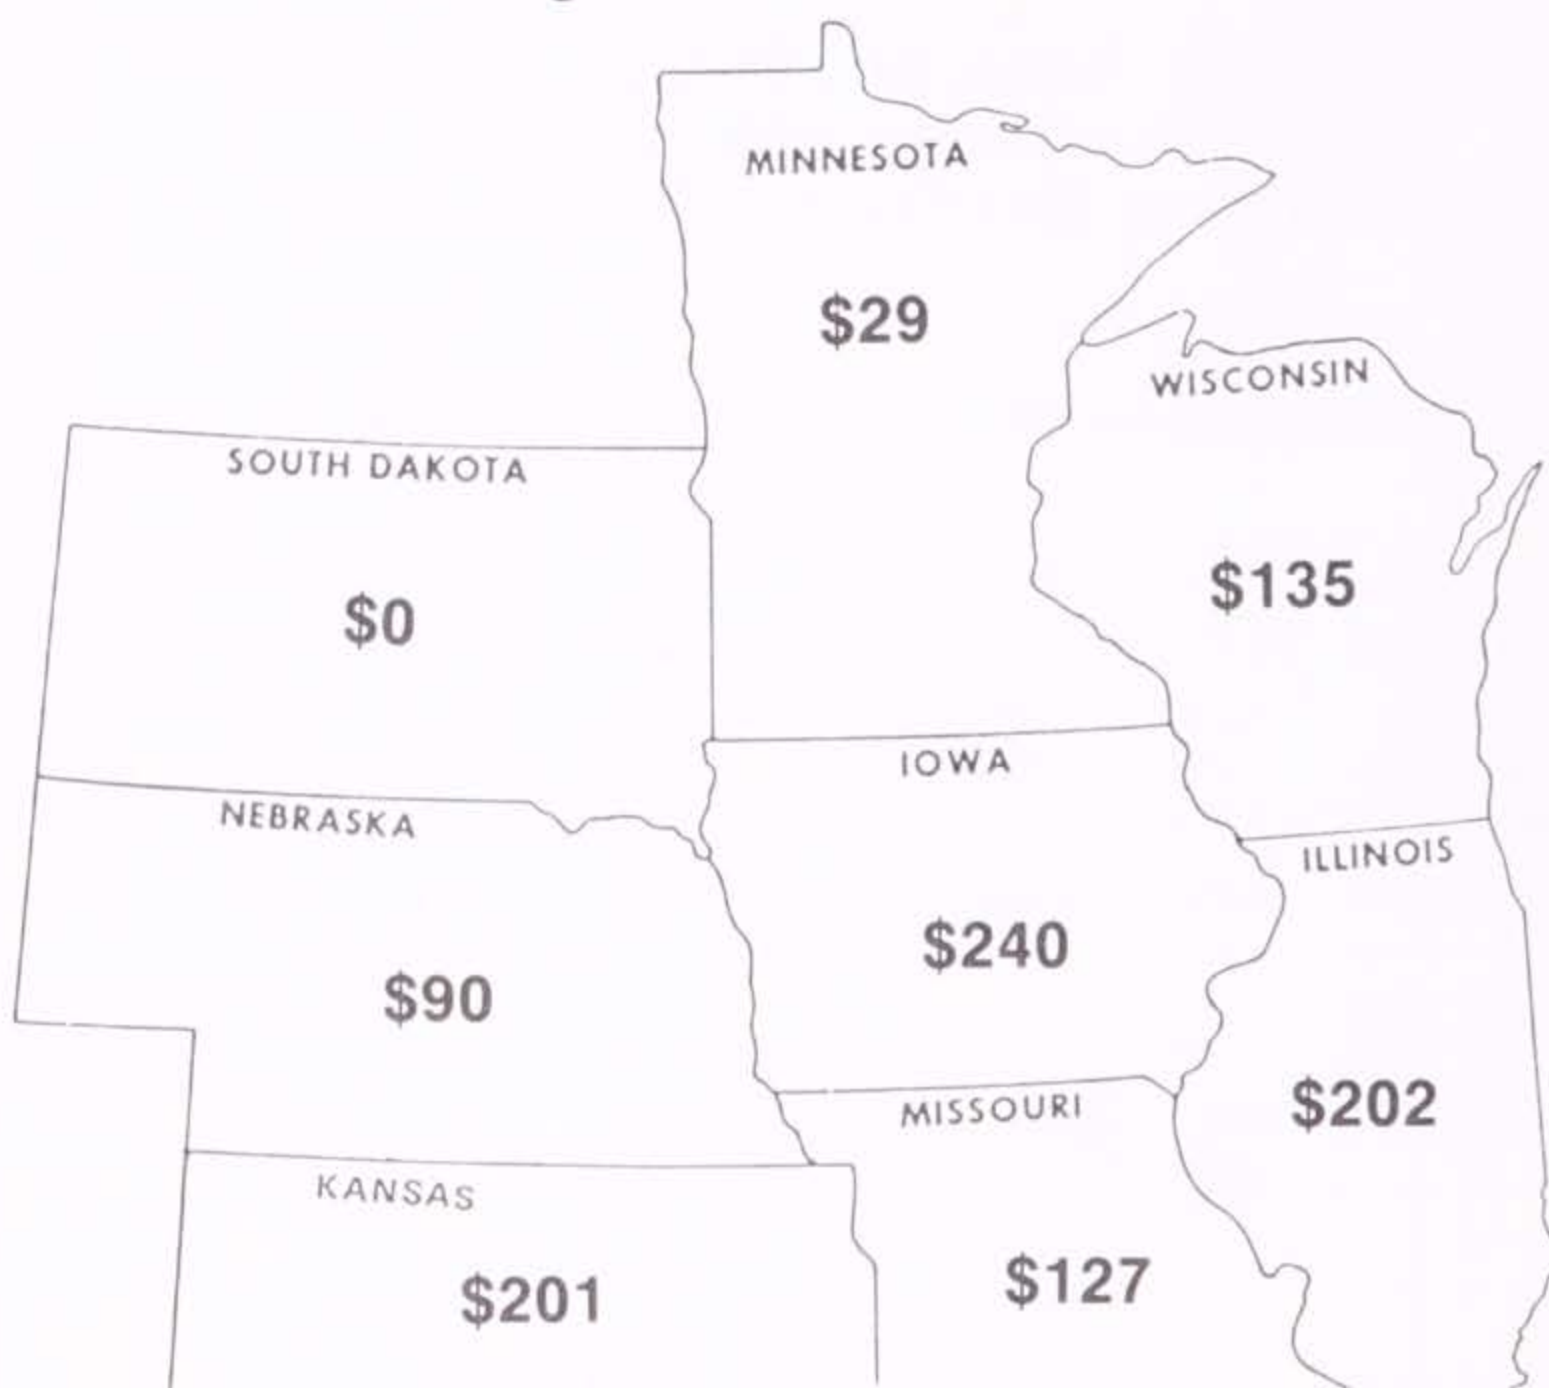 MINNESOTA
$29
WISCONSIN
$135
SOUTH DAKOTA
$0
IOWA
$240
NEBRASKA
$90
ILLINOIS
$202
MISSOURI
$127
KANSAS
$201